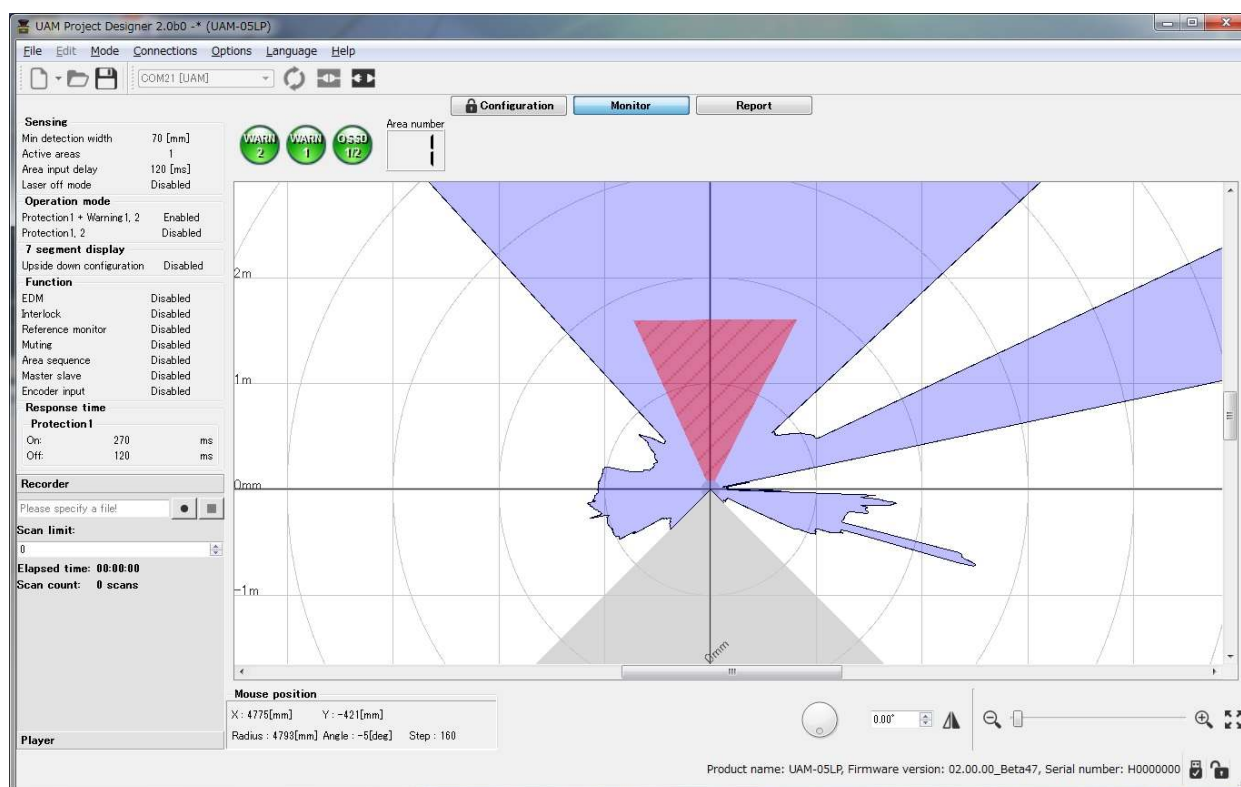 UAM Project Designer 2.0b0 -* (UAM-05LP)
File Edit Mode Connections Options Language Help
COM21 [UAM]
Configuration Monitor Report
Sensing
Min detection width 70 [mm]
Active areas 1
Area input delay 120 [ms]
Laser off mode Disabled
Operation mode
Protection1 + Warning1, 2 Enabled
Protection1, 2 Disabled
7 segment display
Upside down configuration Disabled
Function
EDM Disabled
Interlock Disabled
Reference monitor Disabled
Muting Disabled
Area sequence Disabled
Master slave Disabled
Encoder input Disabled
Response time
Protection1
On: 270 ms
Off: 120 ms
Recorder
Please specify a file!
Scan limit:
0
Elapsed time: 00:00:00
Scan count: 0 scans
Player
WARN 2
WARN 1
OSSD 1/2
Area number
1
2m
1m
0mm
-1m
0mm
Mouse position
X : 4775[mm] Y : -421[mm]
Radius : 4793[mm] Angle : -5[deg] Step : 160
0.00°
Product name: UAM-05LP, Firmware version: 02.00.00_Beta47, Serial number: H0000000